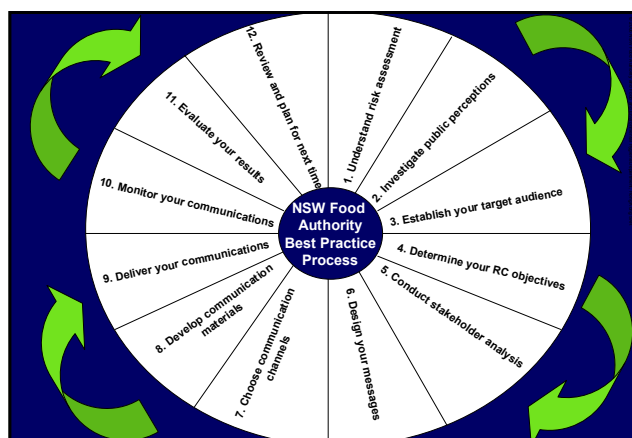 NSW Food
Authority
Best Practice
Process
1. Understand risk assessment
2. Investigate public perceptions
3. Establish your target audience
4. Determine your RC objectives
5. Conduct stakeholder analysis
6. Design your messages
7. Choose communication
channels
8. Develop communication
materials
9. Deliver your communications
10. Monitor your communications
11. Evaluate your results
12. Review and
plan for next time